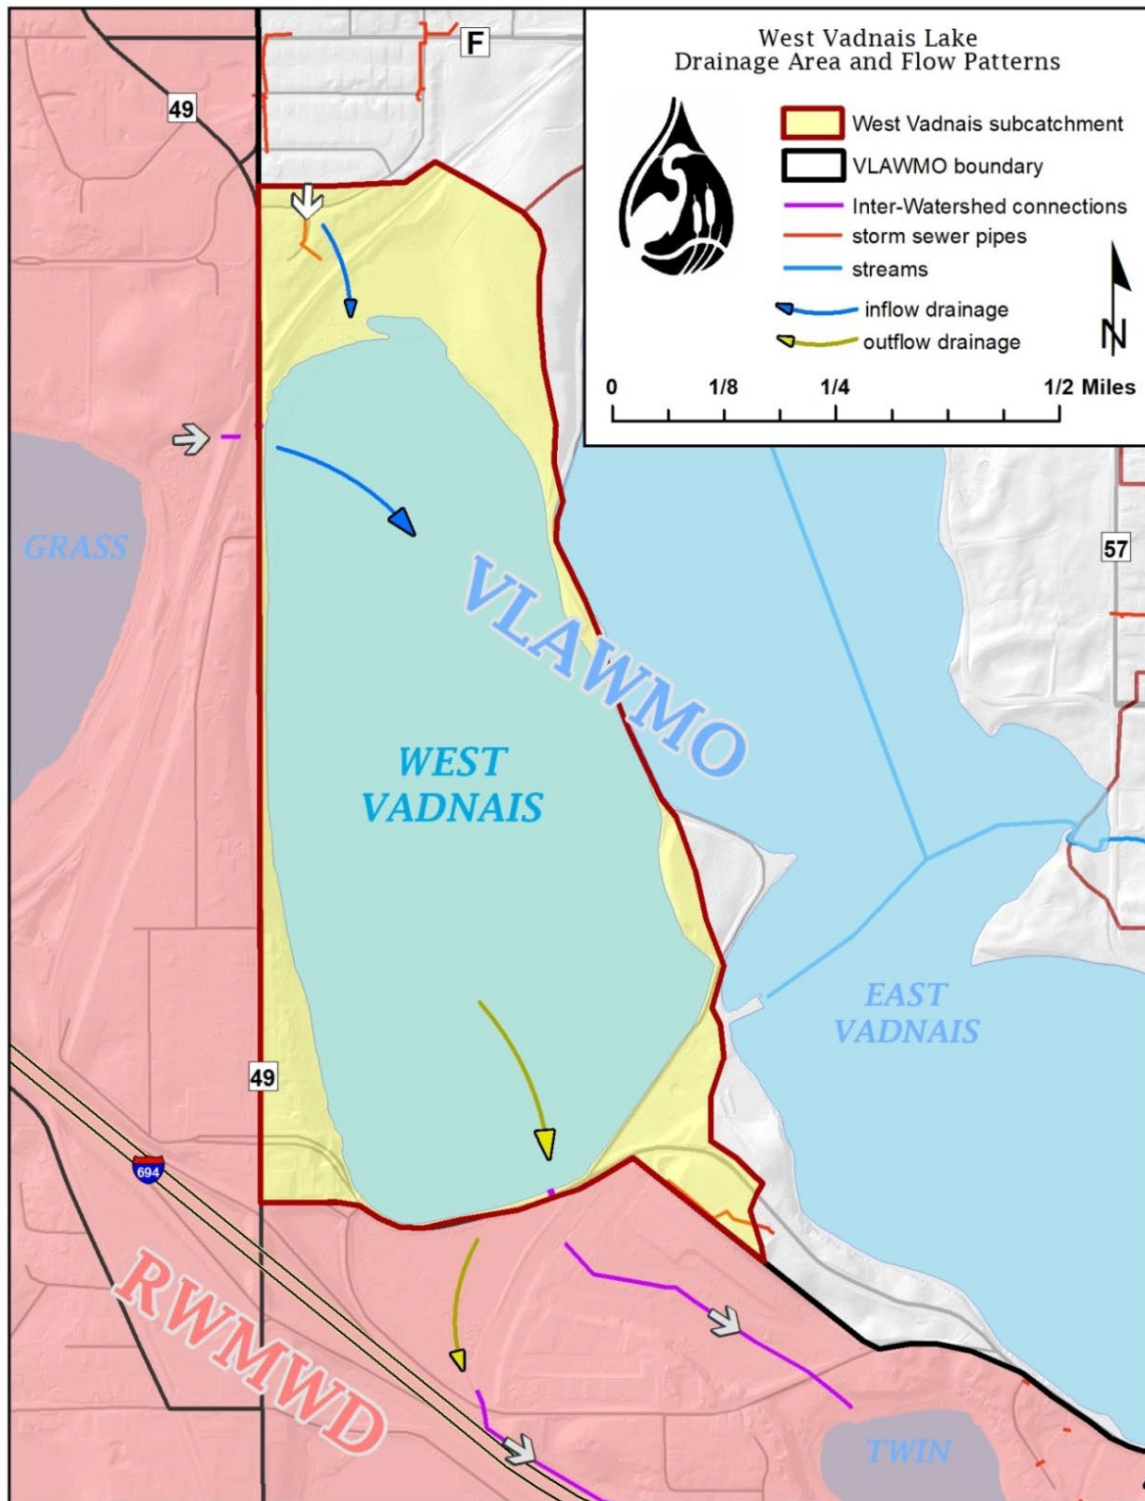 West Vadnais Lake
Drainage Area and Flow Patterns
West Vadnais subcatchment
VLAWMO boundary
Inter-Watershed connections
storm sewer pipes
streams
inflow drainage
outflow drainage
N
0 1/8 1/4 1/2 Miles
F
49
57
GRASS
VLAWMO
WEST
VADNAIS
EAST
VADNAIS
49
694
RWMWD
TWIN